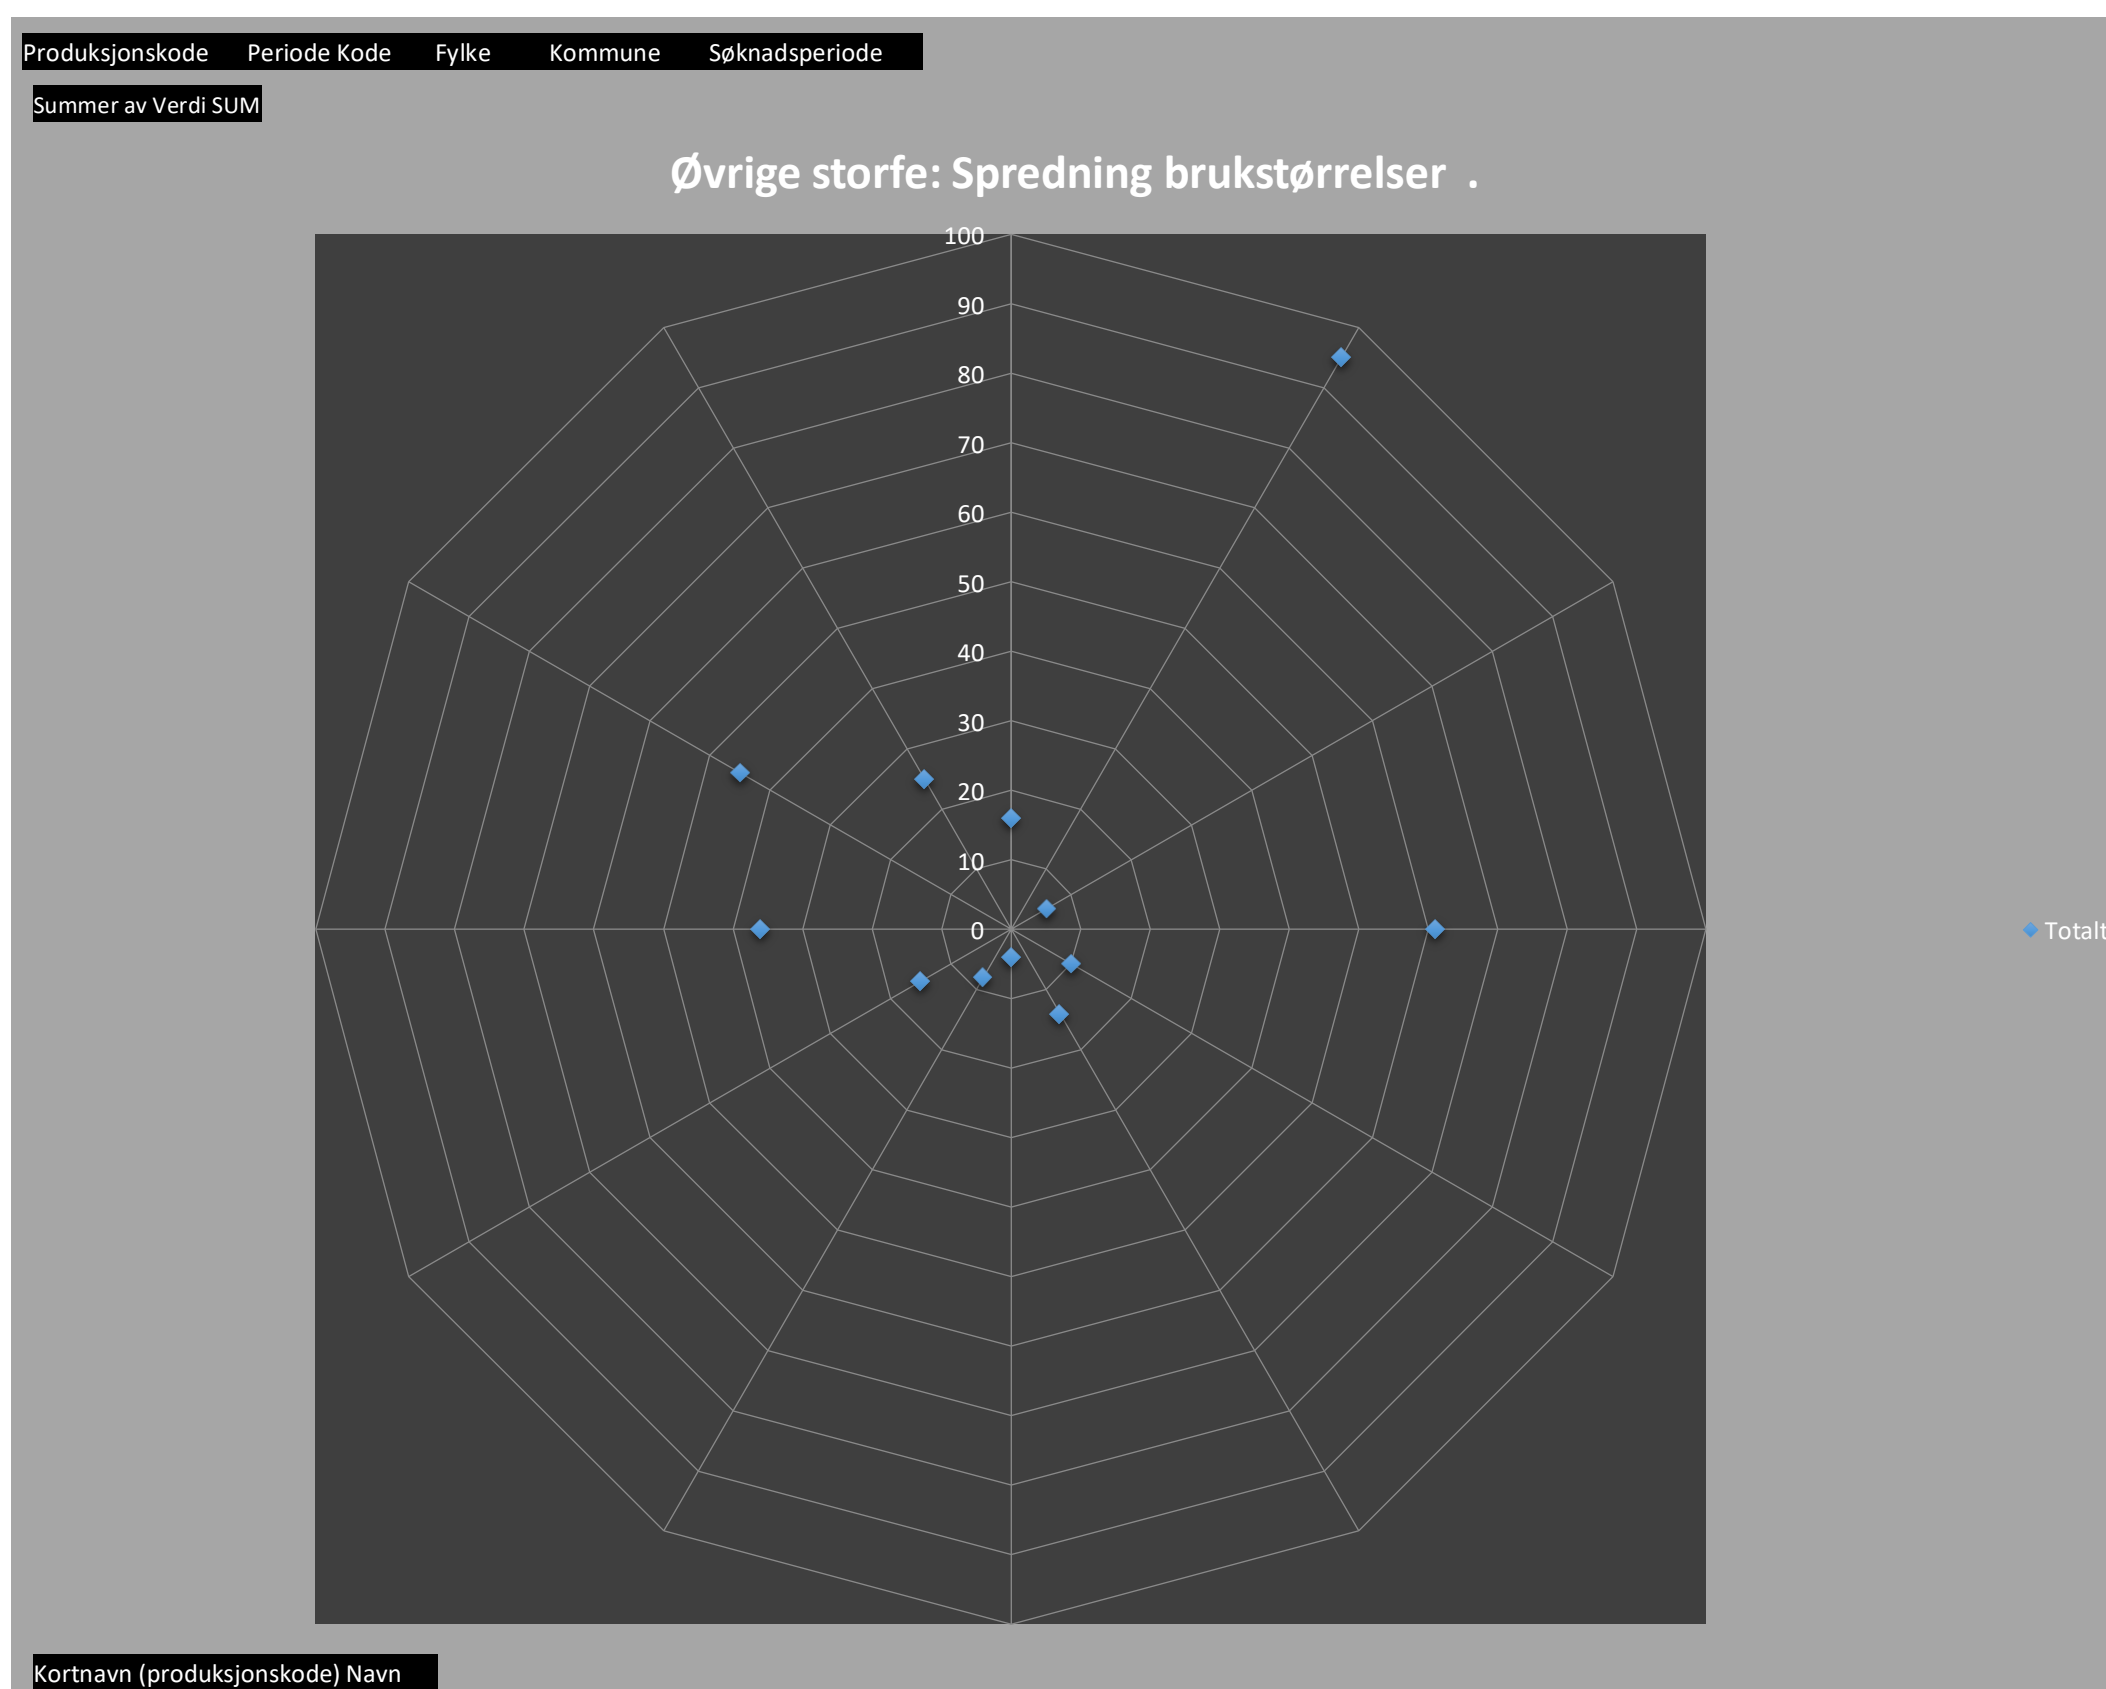 Produksjonskode Periode Kode Fylke Kommune Søknadsperiode
Summer av Verdi SUM
Øvrige storfe: Spredning brukstørrelser .
100
90
80
70
60
50
40
30
20
10
0
Totalt
Kortnavn (produksjonskode) Navn